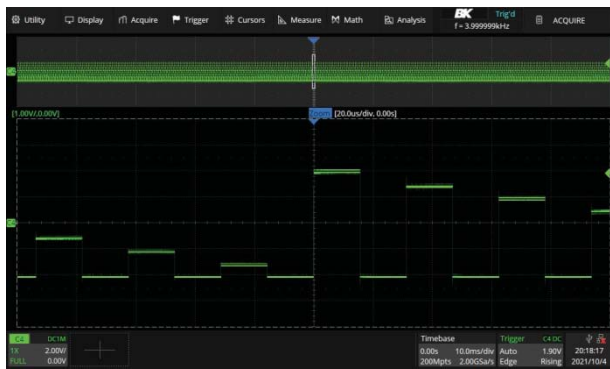 Utility Display Acquire Trigger Cursors Measure Math Analysis BK Trig'd ACQUIRE
f = 3.999999kHz
C4
[1.00V/,0.00V] Zoom [20.0us/div, 0.00s]
C4
C4 DC1M Timebase Trigger C4 DC
1X 2.00V/ 0.00s 10.0ms/div Auto 1.90V 20:18:17
FULL 0.00V 200Mpts 2.00GSa/s Edge Rising 2021/10/4